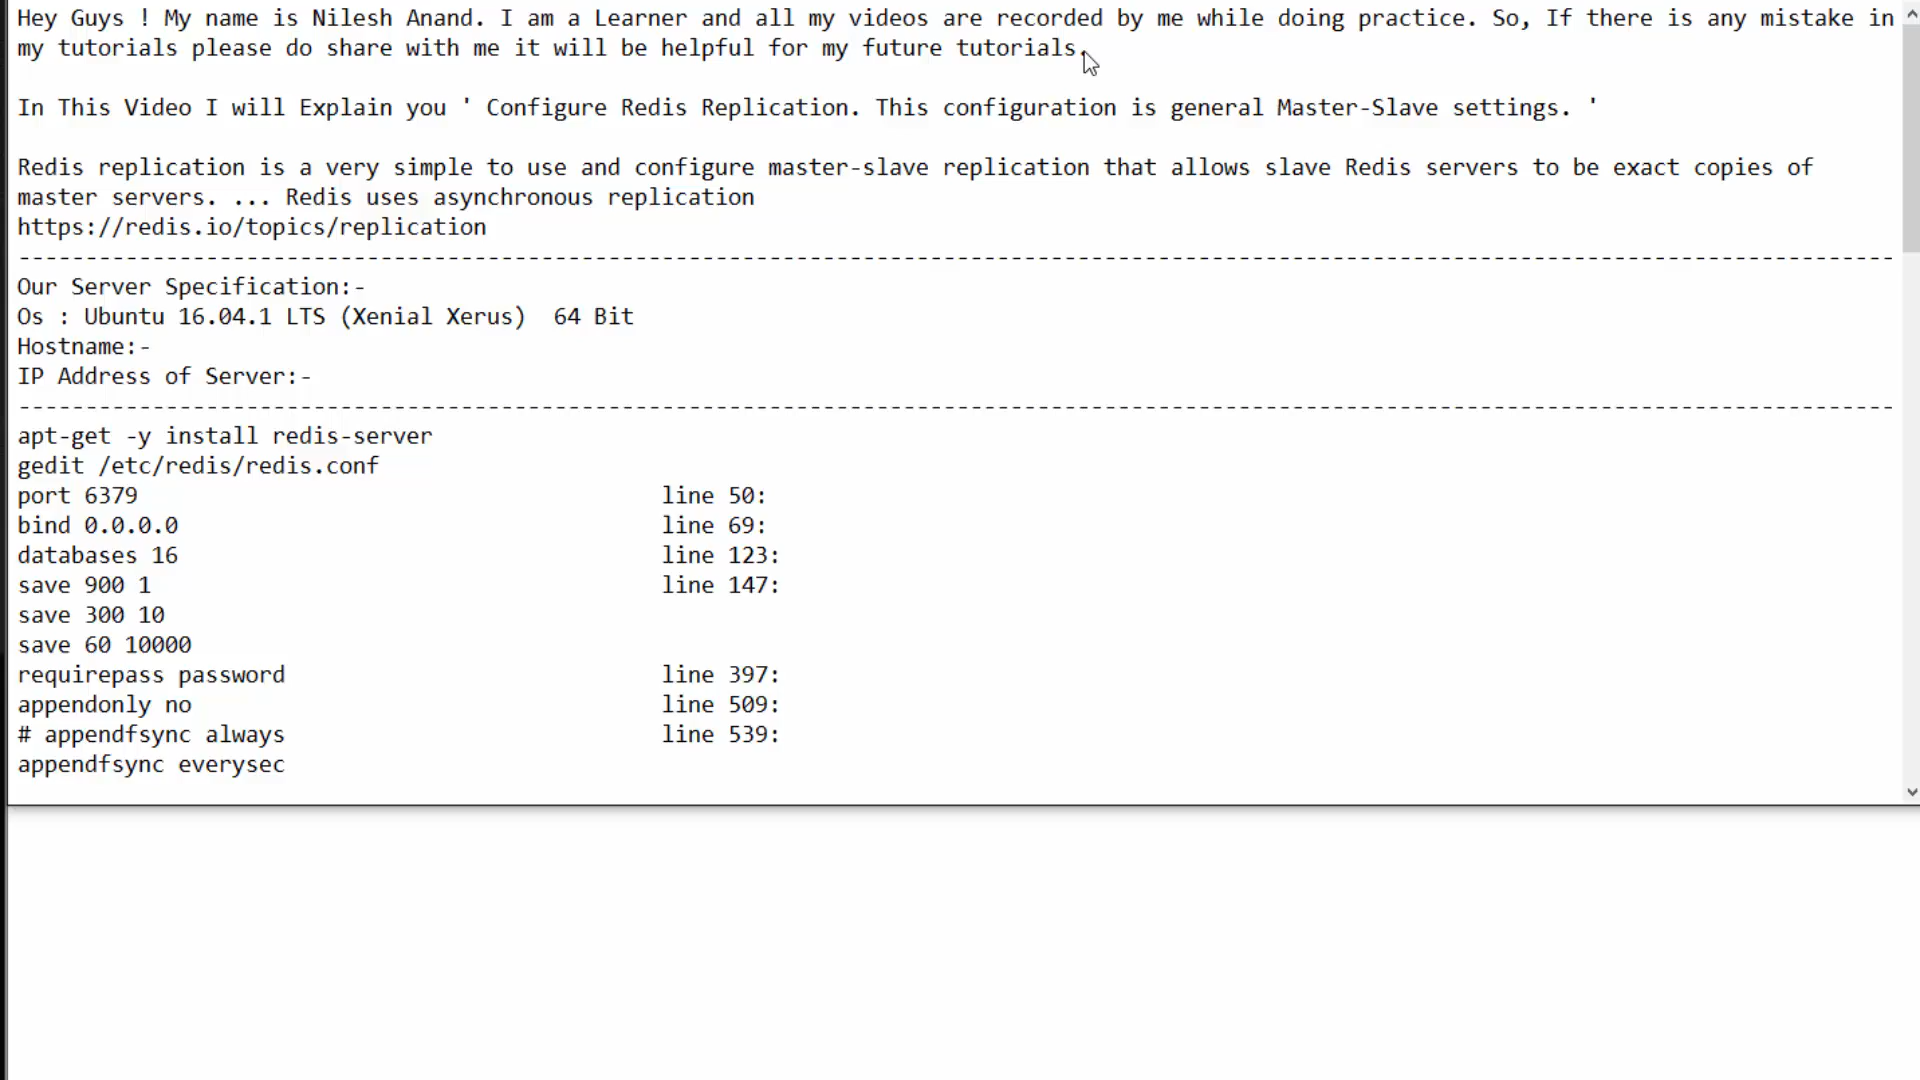 Hey Guys ! My name is Nilesh Anand. I am a Learner and all my videos are recorded by me while doing practice. So, If there is any mistake in
my tutorials please do share with me it will be helpful for my future tutorials.
In This Video I will Explain you ' Configure Redis Replication. This configuration is general Master-Slave settings. '
Redis replication is a very simple to use and configure master-slave replication that allows slave Redis servers to be exact copies of
master servers. ... Redis uses asynchronous replication
https://redis.io/topics/replication
--------------------------------------------------------------------------------------------------------------------------------------------
Our Server Specification:-
Os : Ubuntu 16.04.1 LTS (Xenial Xerus)  64 Bit
Hostname:-
IP Address of Server:-
--------------------------------------------------------------------------------------------------------------------------------------------
apt-get -y install redis-server
gedit /etc/redis/redis.conf
port 6379 line 50:
bind 0.0.0.0 line 69:
databases 16 line 123:
save 900 1 line 147:
save 300 10
save 60 10000
requirepass password line 397:
appendonly no line 509:
# appendfsync always line 539:
appendfsync everysec